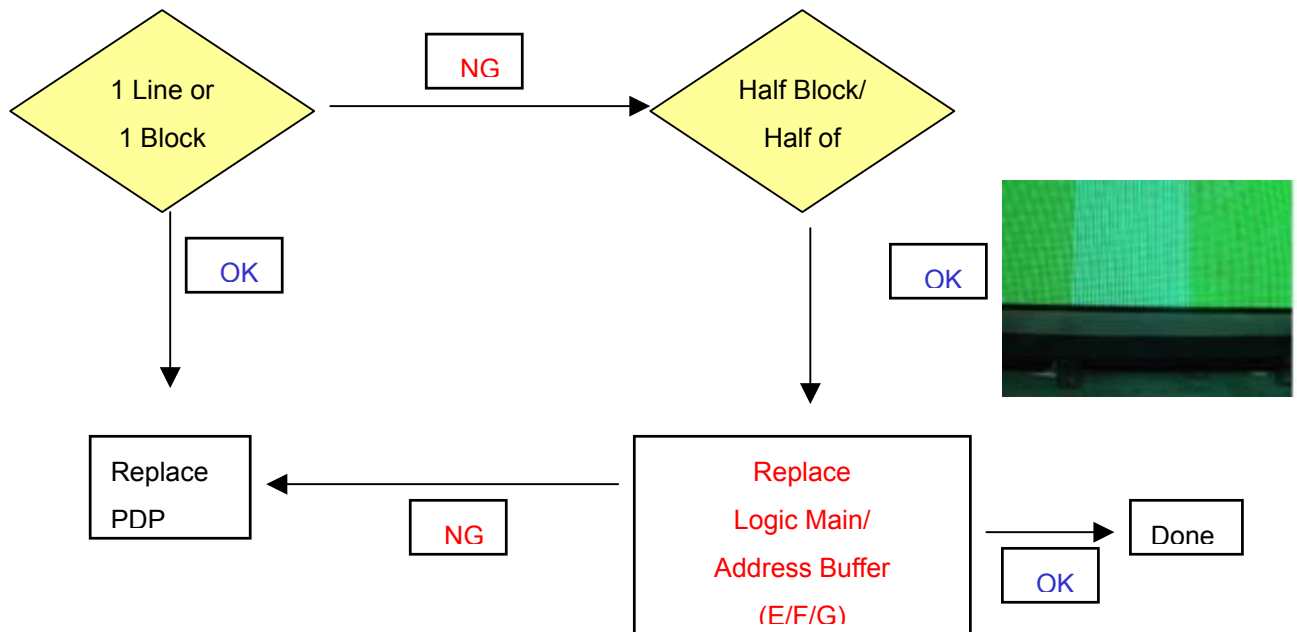 1 Line or
1 Block
NG
Half Block/
Half of
OK
OK
Replace
PDP
NG
Replace
Logic Main/
Address Buffer
(E/F/G)
OK
Done